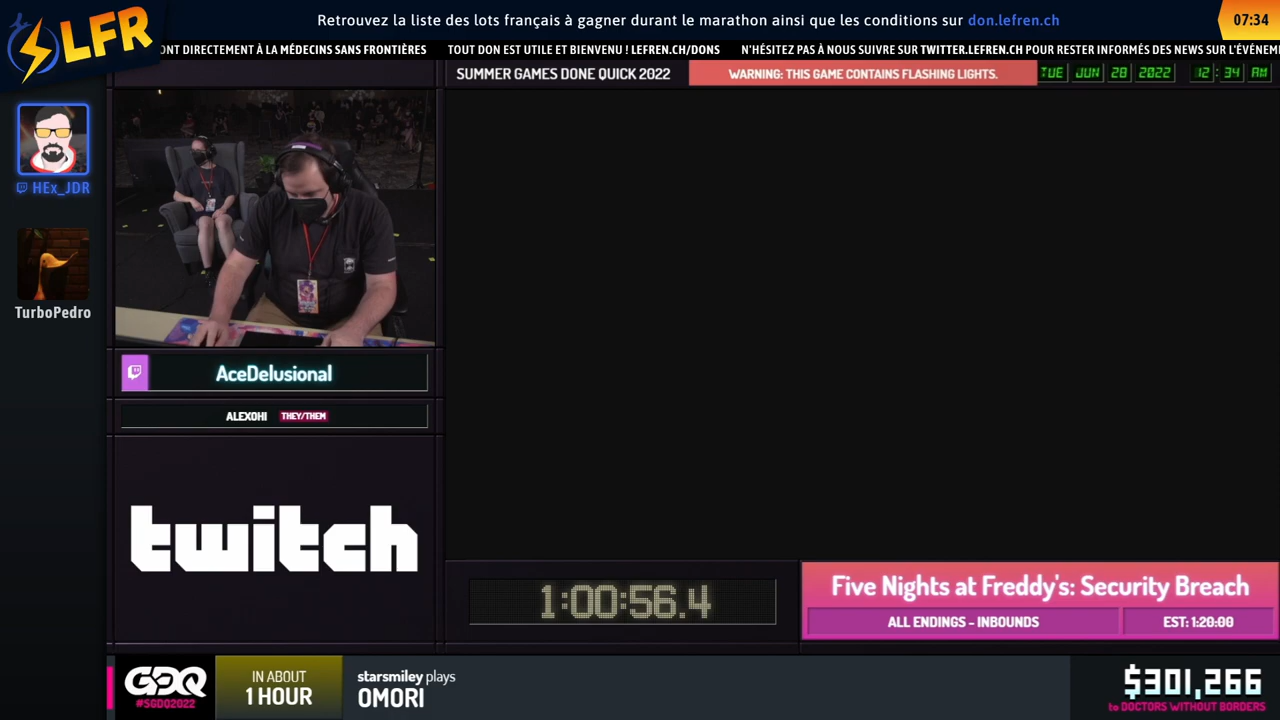 LFR
Retrouvez la liste des lots français à gagner durant le marathon ainsi que les conditions sur don.lefren.ch
07:34
ONT DIRECTEMENT À LA MÉDECINS SANS FRONTIÈRES TOUT DON EST UTILE ET BIENVENU ! LEFREN.CH/DONS N'HÉSITEZ PAS À NOUS SUIVRE SUR TWITTER.LEFREN.CH POUR RESTER INFORMÉS DES NEWS SUR L'ÉVÉNEM
SUMMER GAMES DONE QUICK 2022
WARNING: THIS GAME CONTAINS FLASHING LIGHTS.
TUE JUN 28 2022 12:34 AM
HEx_JDR
TurboPedro
AceDelusional
ALEXOHI THEY/THEM
twitch
1:00:56.4
Five Nights at Freddy's: Security Breach
ALL ENDINGS - INBOUNDS
EST: 1:20:00
GDQ
#SGDQ2022
IN ABOUT
1 HOUR
starsmiley plays
OMORI
$301,266
to DOCTORS WITHOUT BORDERS